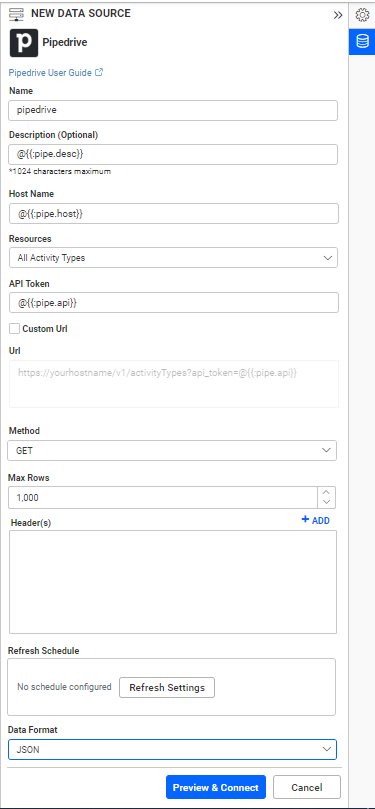 NEW DATA SOURCE
Pipedrive
Pipedrive User Guide
Name
pipedrive
Description (Optional)
@{{:pipe.desc}}
*1024 characters maximum
Host Name
@{{:pipe.host}}
Resources
All Activity Types
API Token
@{{:pipe.api}}
Custom Url
Url
https://yourhostname/v1/activityTypes?api_token=@{{:pipe.api}}
Method
GET
Max Rows
1,000
Header(s) + ADD
Refresh Schedule
No schedule configured Refresh Settings
Data Format
JSON
Preview & Connect Cancel